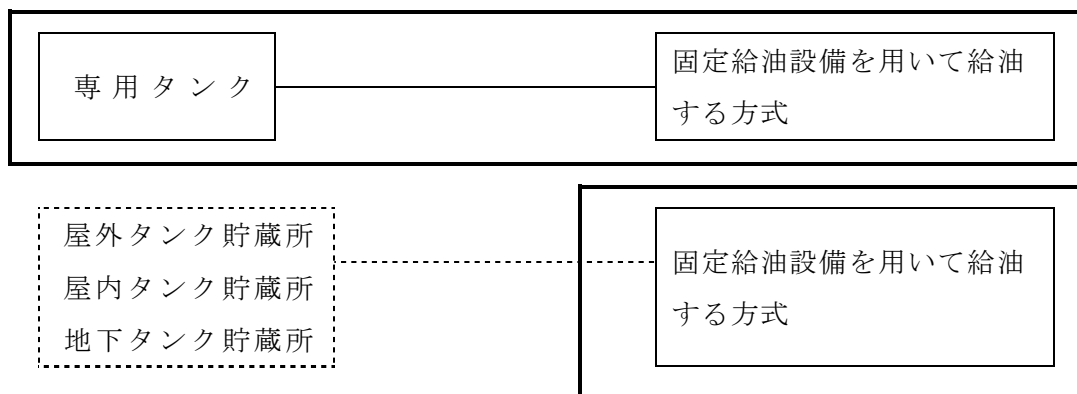 専用タンク
固定給油設備を用いて給油
する方式
屋外タンク貯蔵所
屋内タンク貯蔵所
地下タンク貯蔵所
固定給油設備を用いて給油
する方式